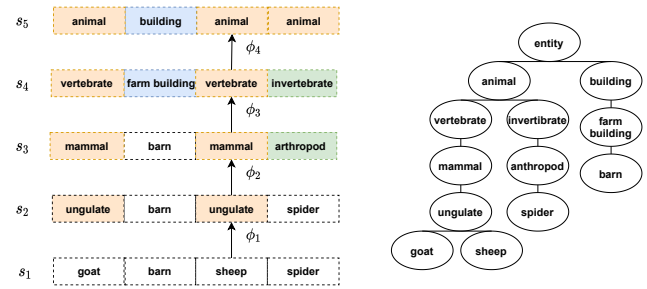 s5 animal building animal animal
ϕ4
s4 vertebrate farm building vertebrate invertebrate
ϕ3
s3 mammal barn mammal arthropod
ϕ2
s2 ungulate barn ungulate spider
ϕ1
s1 goat barn sheep spider
entity
animal building
vertebrate invertibrate farm
building
mammal anthropod barn
ungulate spider
goat sheep